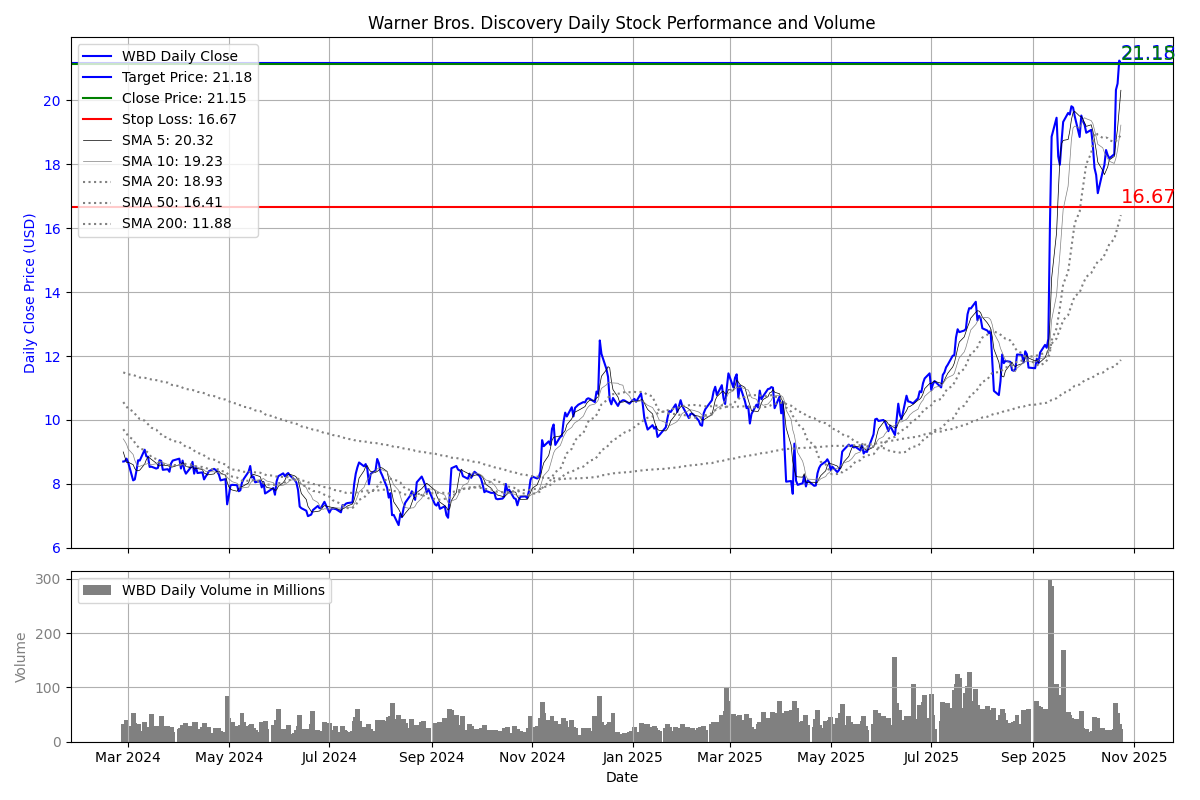 Warner Bros. Discovery Daily Stock Performance and Volume
WBD Daily Close
Target Price: 21.18
Close Price: 21.15
Stop Loss: 16.67
SMA 5: 20.32
SMA 10: 19.23
SMA 20: 18.93
SMA 50: 16.41
SMA 200: 11.88
21.18
16.67
Daily Close Price (USD)
20
18
16
14
12
10
8
6
WBD Daily Volume in Millions
Volume
300
200
100
0
Mar 2024 May 2024 Jul 2024 Sep 2024 Nov 2024 Jan 2025 Mar 2025 May 2025 Jul 2025 Sep 2025 Nov 2025
Date